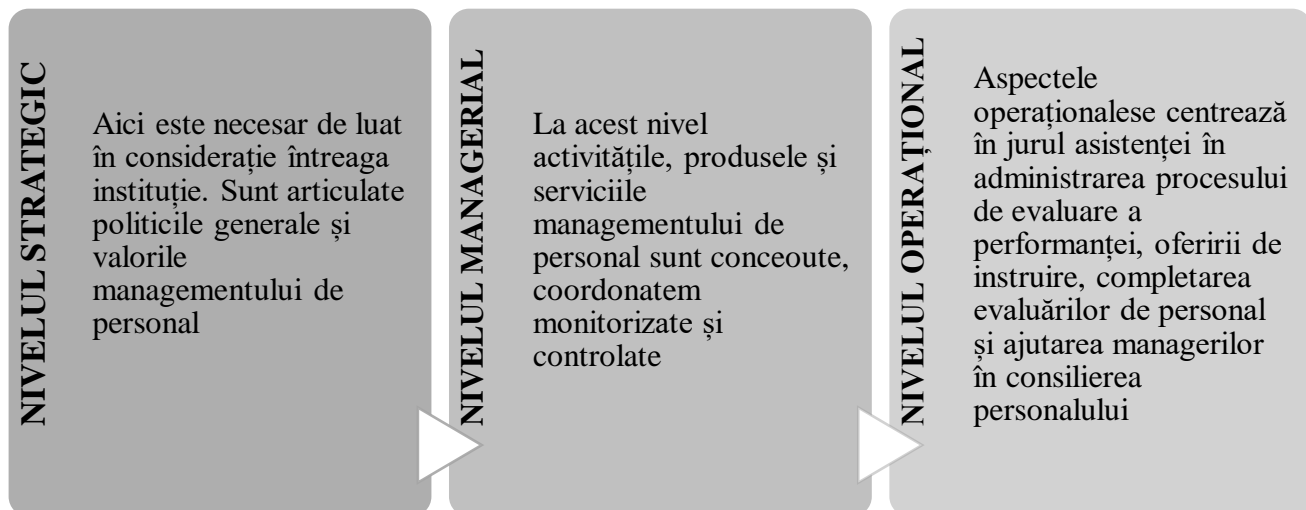 NIVELUL STRATEGIC
Aici este necesar de luat
în considerație întreaga
instituție. Sunt articulate
politicile generale și
valorile
managementului de
personal
NIVELUL MANAGERIAL
La acest nivel
activitățile, produsele și
serviciile
managementului de
personal sunt conceoute,
coordonatem
monitorizate și
controlate
NIVELUL OPERAȚIONAL
Aspectele
operaționalese centrează
în jurul asistenței în
administrarea procesului
de evaluare a
performanței, oferirii de
instruire, completarea
evaluărilor de personal
și ajutarea managerilor
în consilierea
personalului